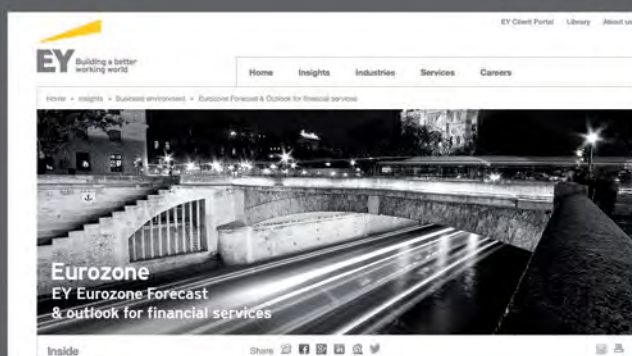 EY Client Portal Library About us
EY Building a better
working world
Home Insights Industries Services Careers
Home Insights Business environment Eurozone Forecast & Outlook for financial services
Eurozone
EY Eurozone Forecast
& outlook for financial services
Inside
Share